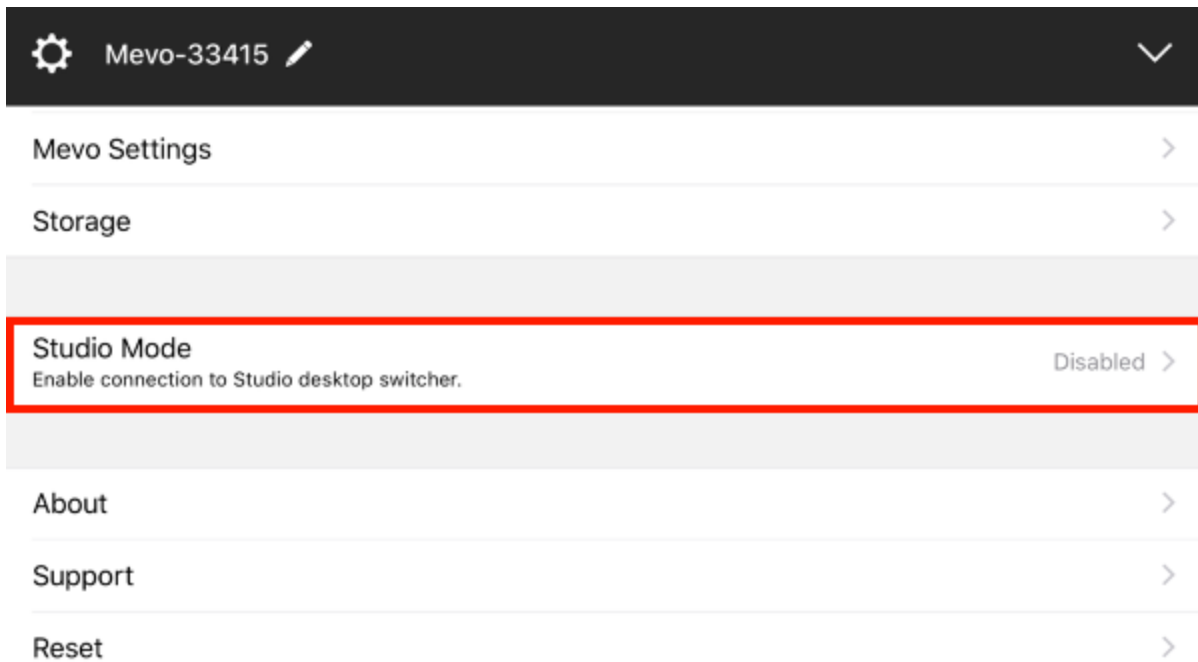 Mevo-33415
Mevo Settings
Storage
Studio Mode
Disabled
Enable connection to Studio desktop switcher.
About
Support
Reset